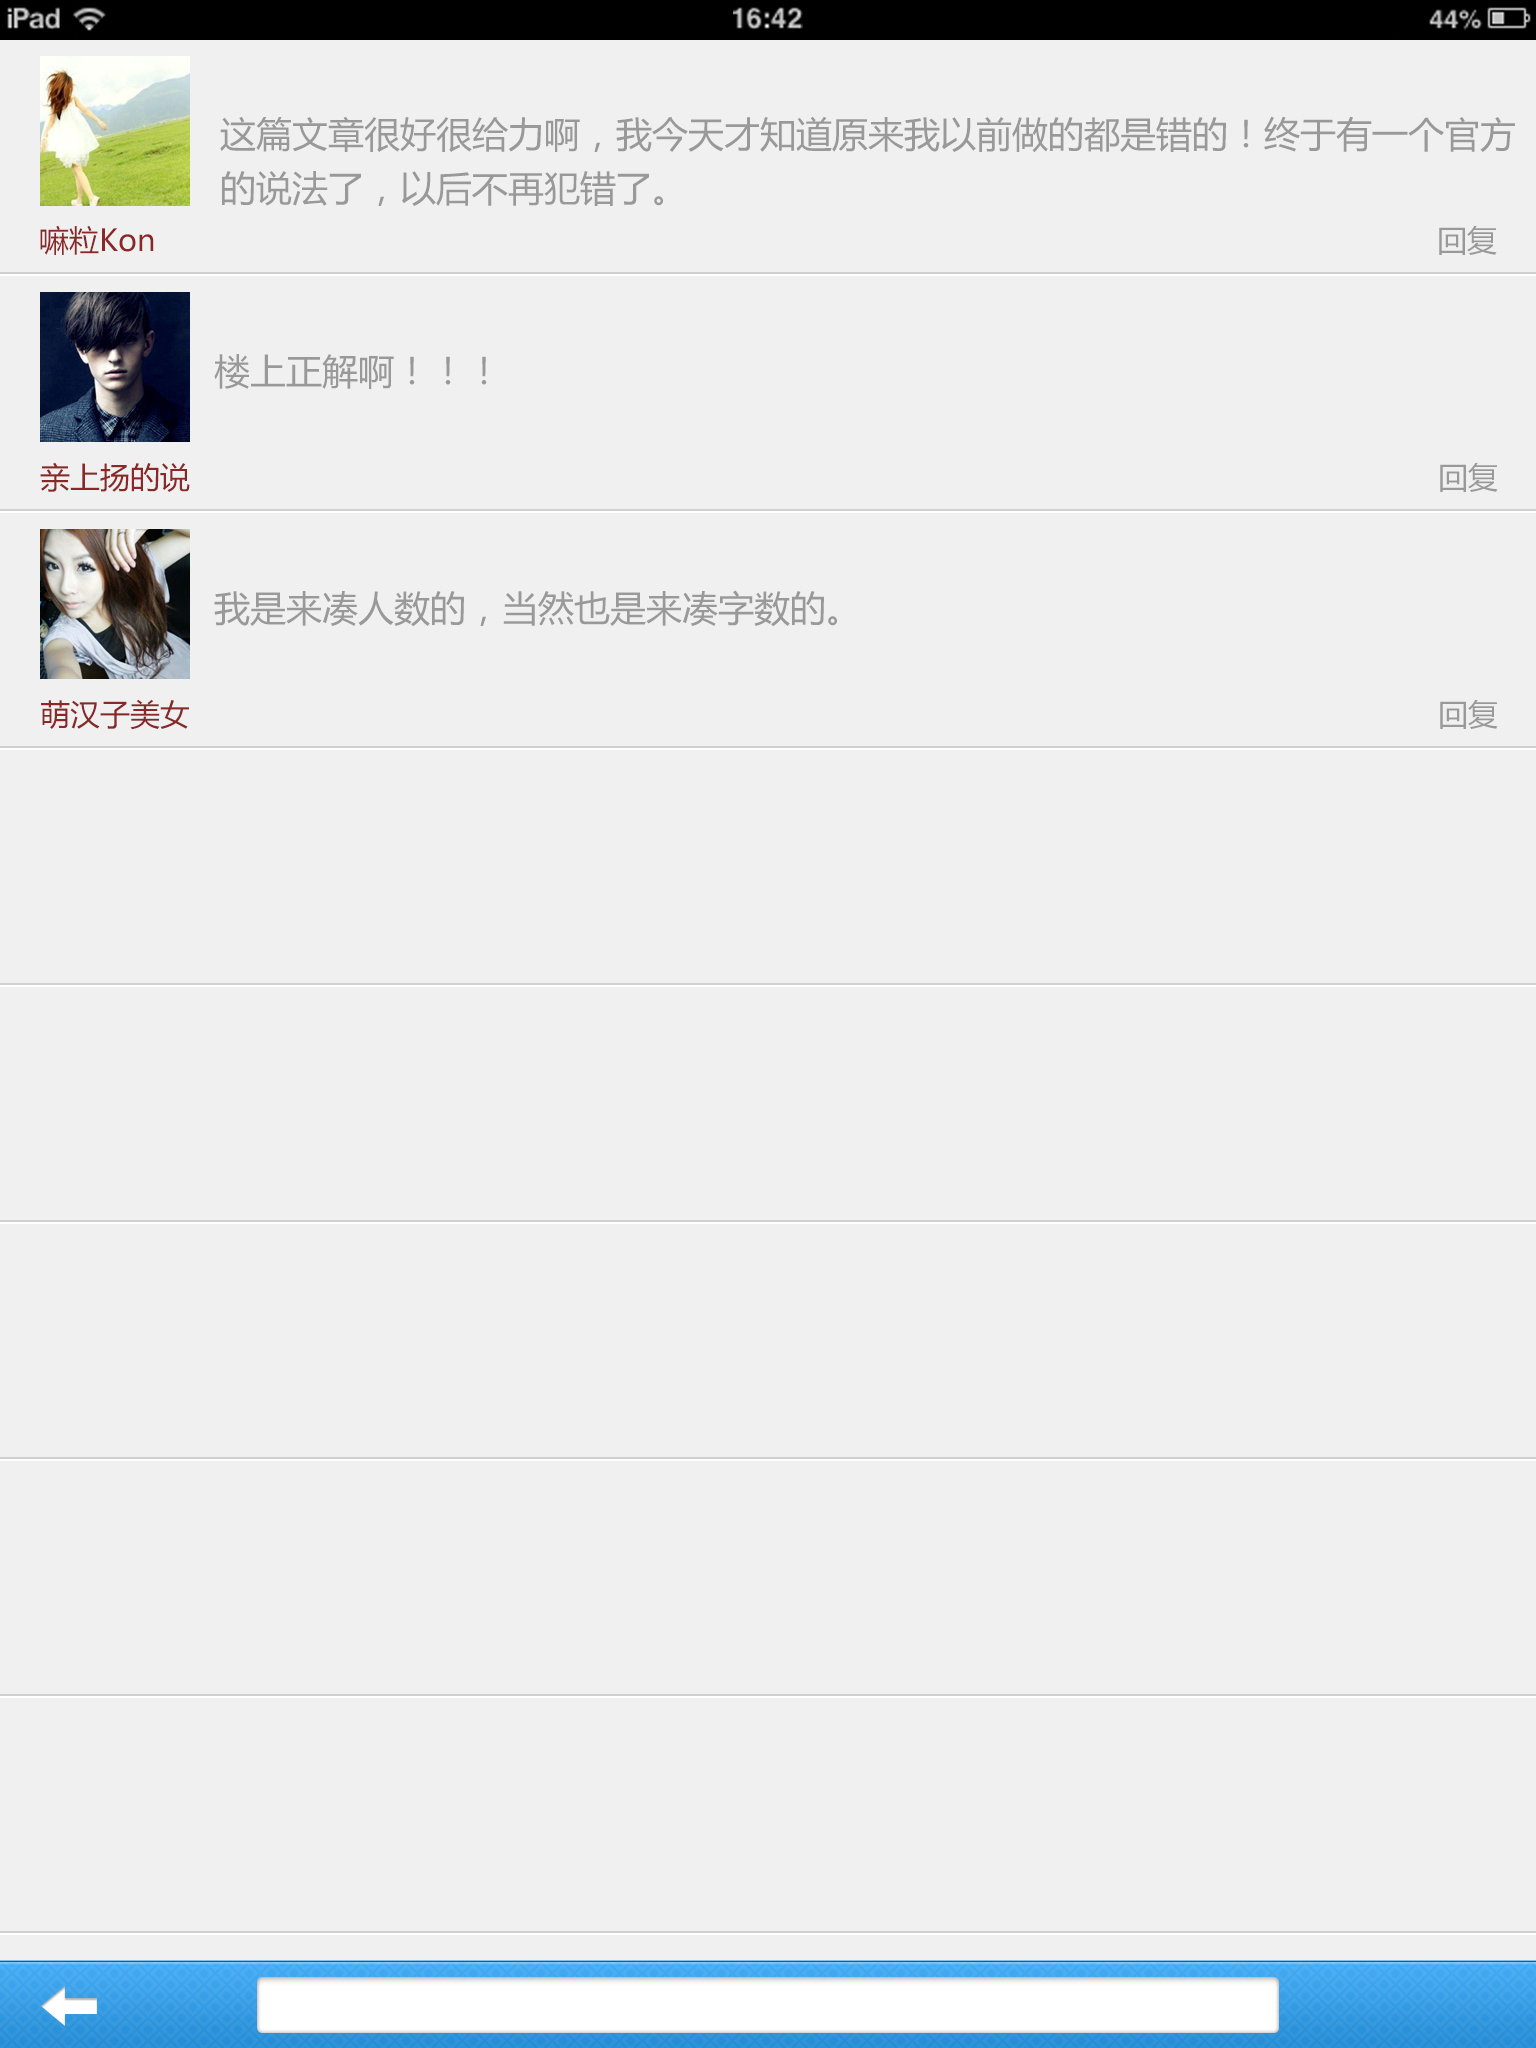 iPad 16:42 44%
这篇文章很好很给力啊，我今天才知道原来我以前做的都是错的！终于有一个官方
的说法了，以后不再犯错了。
嘛粒Kon 回复
楼上正解啊！！！
亲上扬的说 回复
我是来凑人数的，当然也是来凑字数的。
萌汉子美女 回复